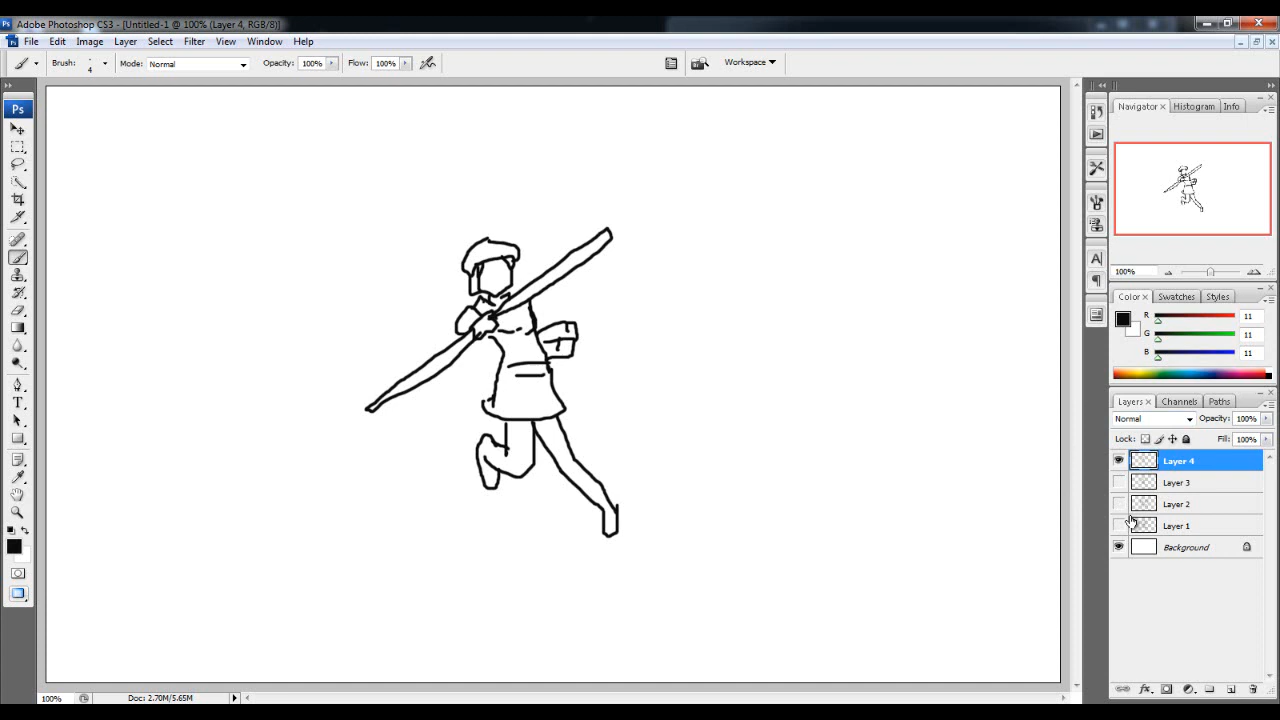 Ps Adobe Photoshop CS3 - [Untitled-1 @ 100% (Layer 4, RGB/8)]
File Edit Image Layer Select Filter View Window Help
Brush: 4 Mode: Normal Opacity: 100% Flow: 100% Workspace
Ps
Navigator Histogram Info
100%
Color Swatches Styles
R 11
G 11
B 11
Layers Channels Paths
Normal Opacity: 100%
Lock: Fill: 100%
Layer 4
Layer 3
Layer 2
Layer 1
Background
100% Doc: 2.70M/5.65M